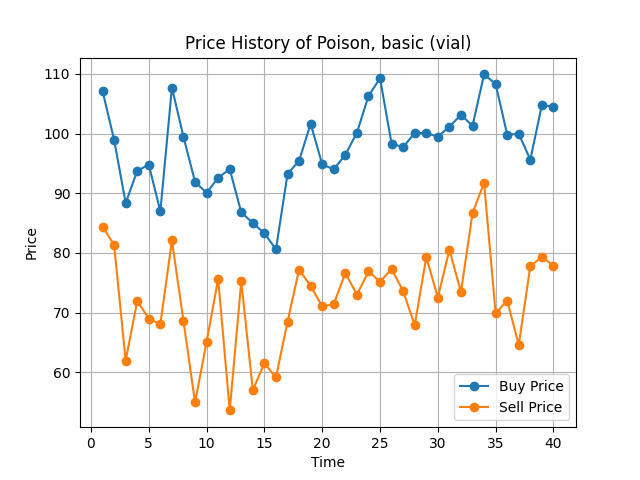 Price History of Poison, basic (vial)
110
100
90
80
70
60
Price
0 5 10 15 20 25 30 35 40
Time
Buy Price
Sell Price